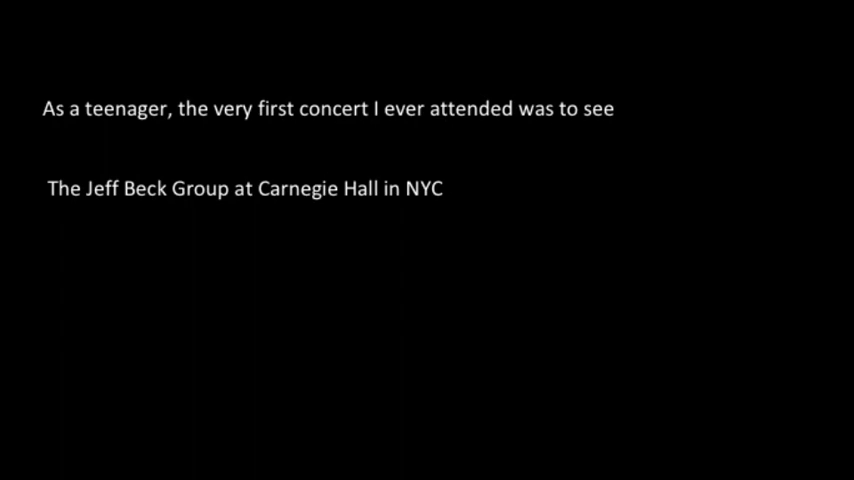 As a teenager, the very first concert I ever attended was to see
The Jeff Beck Group at Carnegie Hall in NYC